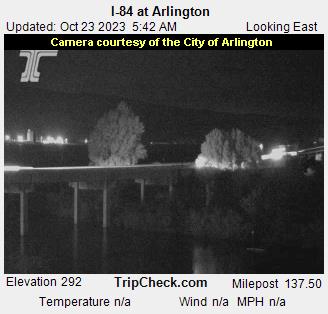 I-84 at Arlington
Updated: Oct 23 2023 5:42 AM Looking East
Camera courtesy of the City of Arlington
Elevation 292 TripCheck.com Milepost 137.50
Temperature n/a Wind n/a MPH n/a